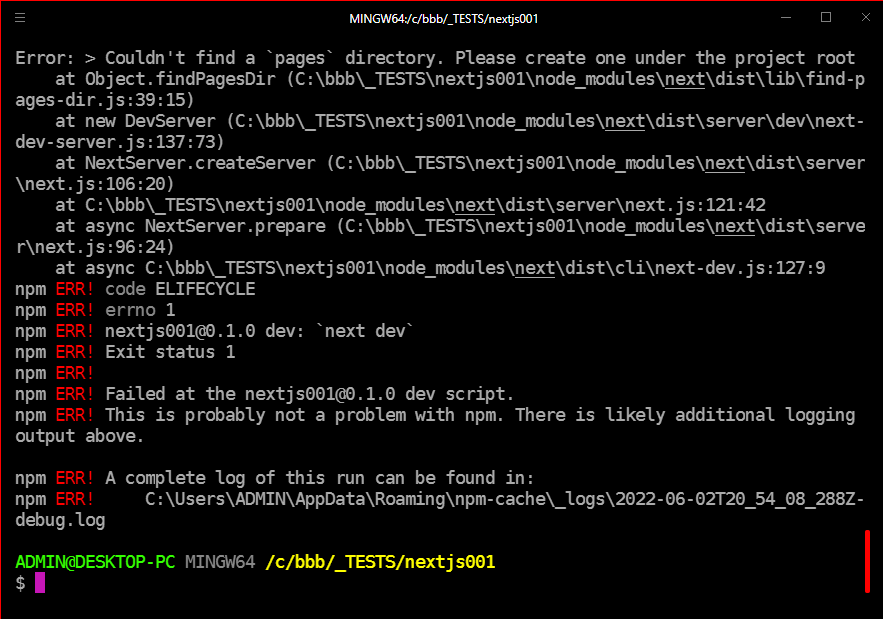 MINGW64:/c/bbb/_TESTS/nextjs001
Error: > Couldn't find a `pages` directory. Please create one under the project root
    at Object.findPagesDir (C:\bbb\_TESTS\nextjs001\node_modules\next\dist\lib\find-p
ages-dir.js:39:15)
    at new DevServer (C:\bbb\_TESTS\nextjs001\node_modules\next\dist\server\dev\next-
dev-server.js:137:73)
    at NextServer.createServer (C:\bbb\_TESTS\nextjs001\node_modules\next\dist\server
\next.js:106:20)
    at C:\bbb\_TESTS\nextjs001\node_modules\next\dist\server\next.js:121:42
    at async NextServer.prepare (C:\bbb\_TESTS\nextjs001\node_modules\next\dist\serve
r\next.js:96:24)
    at async C:\bbb\_TESTS\nextjs001\node_modules\next\dist\cli\next-dev.js:127:9
npm ERR! code ELIFECYCLE
npm ERR! errno 1
npm ERR! nextjs001@0.1.0 dev: `next dev`
npm ERR! Exit status 1
npm ERR!
npm ERR! Failed at the nextjs001@0.1.0 dev script.
npm ERR! This is probably not a problem with npm. There is likely additional logging
output above.
npm ERR! A complete log of this run can be found in:
npm ERR!     C:\Users\ADMIN\AppData\Roaming\npm-cache\_logs\2022-06-02T20_54_08_288Z-
debug.log
ADMIN@DESKTOP-PC MINGW64 /c/bbb/_TESTS/nextjs001
$